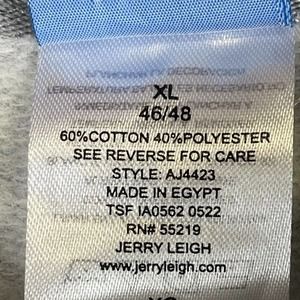 XL
46/48
60%COTTON 40%POLYESTER
SEE REVERSE FOR CARE
STYLE: AJ4423
MADE IN EGYPT
TSF IA0562 0522
RN# 55219
JERRY LEIGH
www.jerryleigh.com